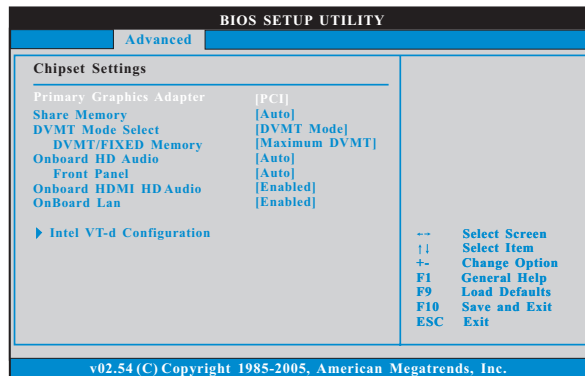 BIOS SETUP UTILITY
Advanced
Chipset Settings
Primary Graphics Adapter [PCI]
Share Memory [Auto]
DVMT Mode Select [DVMT Mode]
DVMT/FIXED Memory [Maximum DVMT]
Onboard HD Audio [Auto]
Front Panel [Auto]
Onboard HDMI HD Audio [Enabled]
OnBoard Lan [Enabled]
Intel VT-d Configuration
←→ Select Screen
↑↓ Select Item
+- Change Option
F1 General Help
F9 Load Defaults
F10 Save and Exit
ESC Exit
v02.54 (C) Copyright 1985-2005, American Megatrends, Inc.